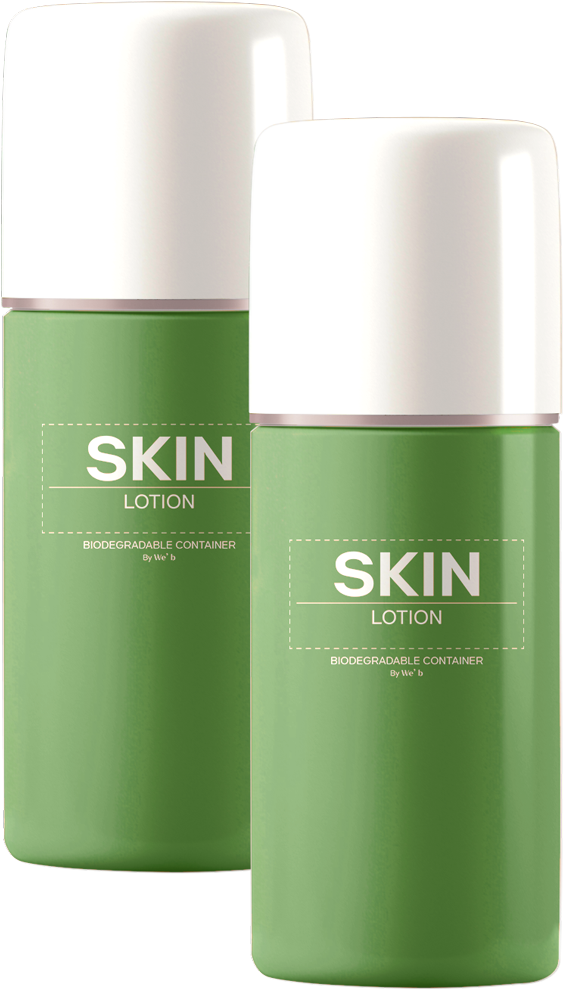 SKIN
LOTION
BIODEGRADABLE CONTAINER
By We' b
SKIN
LOTION
BIODEGRADABLE CONTAINER
By We' b